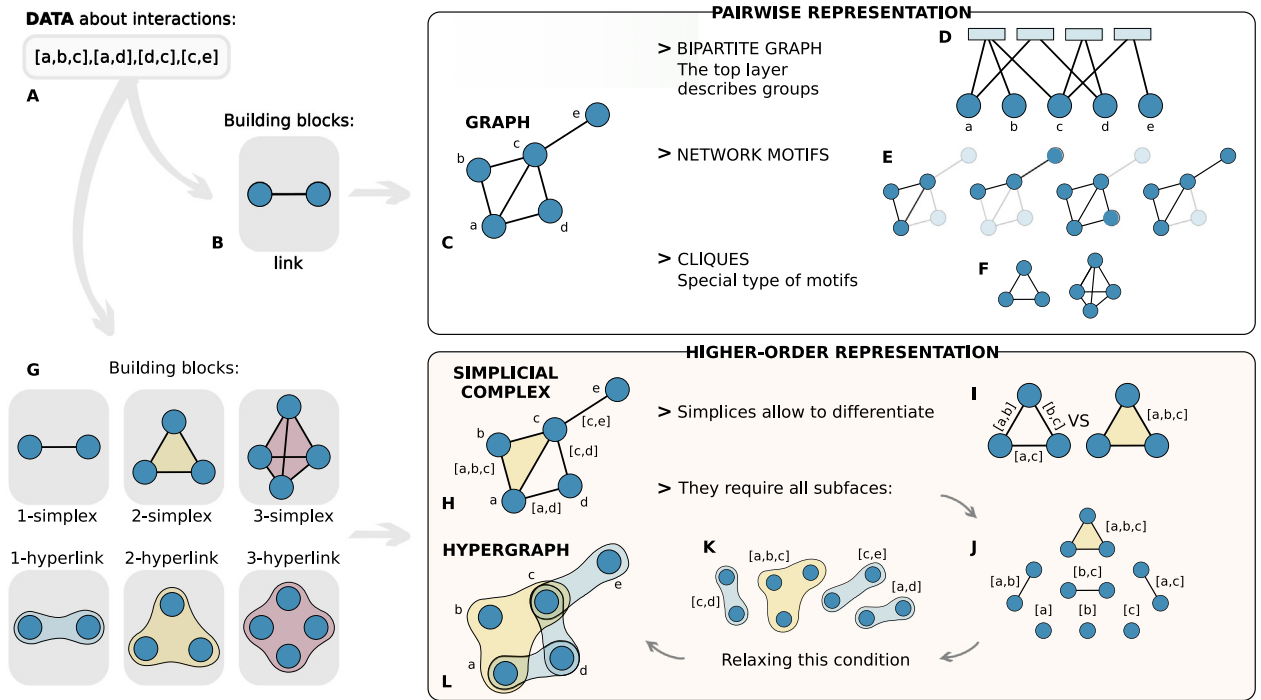 DATA about interactions:
[a,b,c],[a,d],[d,c],[c,e]
A
Building blocks:
B
link
PAIRWISE REPRESENTATION
GRAPH
e
c
b
a
d
C
> BIPARTITE GRAPH
The top layer
describes groups
D
a b c d e
> NETWORK MOTIFS
E
> CLIQUES
Special type of motifs
F
G
Building blocks:
1-simplex 2-simplex 3-simplex
1-hyperlink 2-hyperlink 3-hyperlink
HIGHER-ORDER REPRESENTATION
SIMPLICIAL
COMPLEX
e
c
[c,e]
b
[c,d]
[a,b,c]
a
d
[a,d]
H
> Simplices allow to differentiate
I
[a,b]
[b,c]
[a,c]
VS
[a,b,c]
> They require all subfaces:
J
[a,b,c]
[a,b]
[b,c]
[a,c]
[a] [b] [c]
HYPERGRAPH
c
e
b
a
d
L
K
[a,b,c]
[c,e]
[c,d]
[a,d]
Relaxing this condition